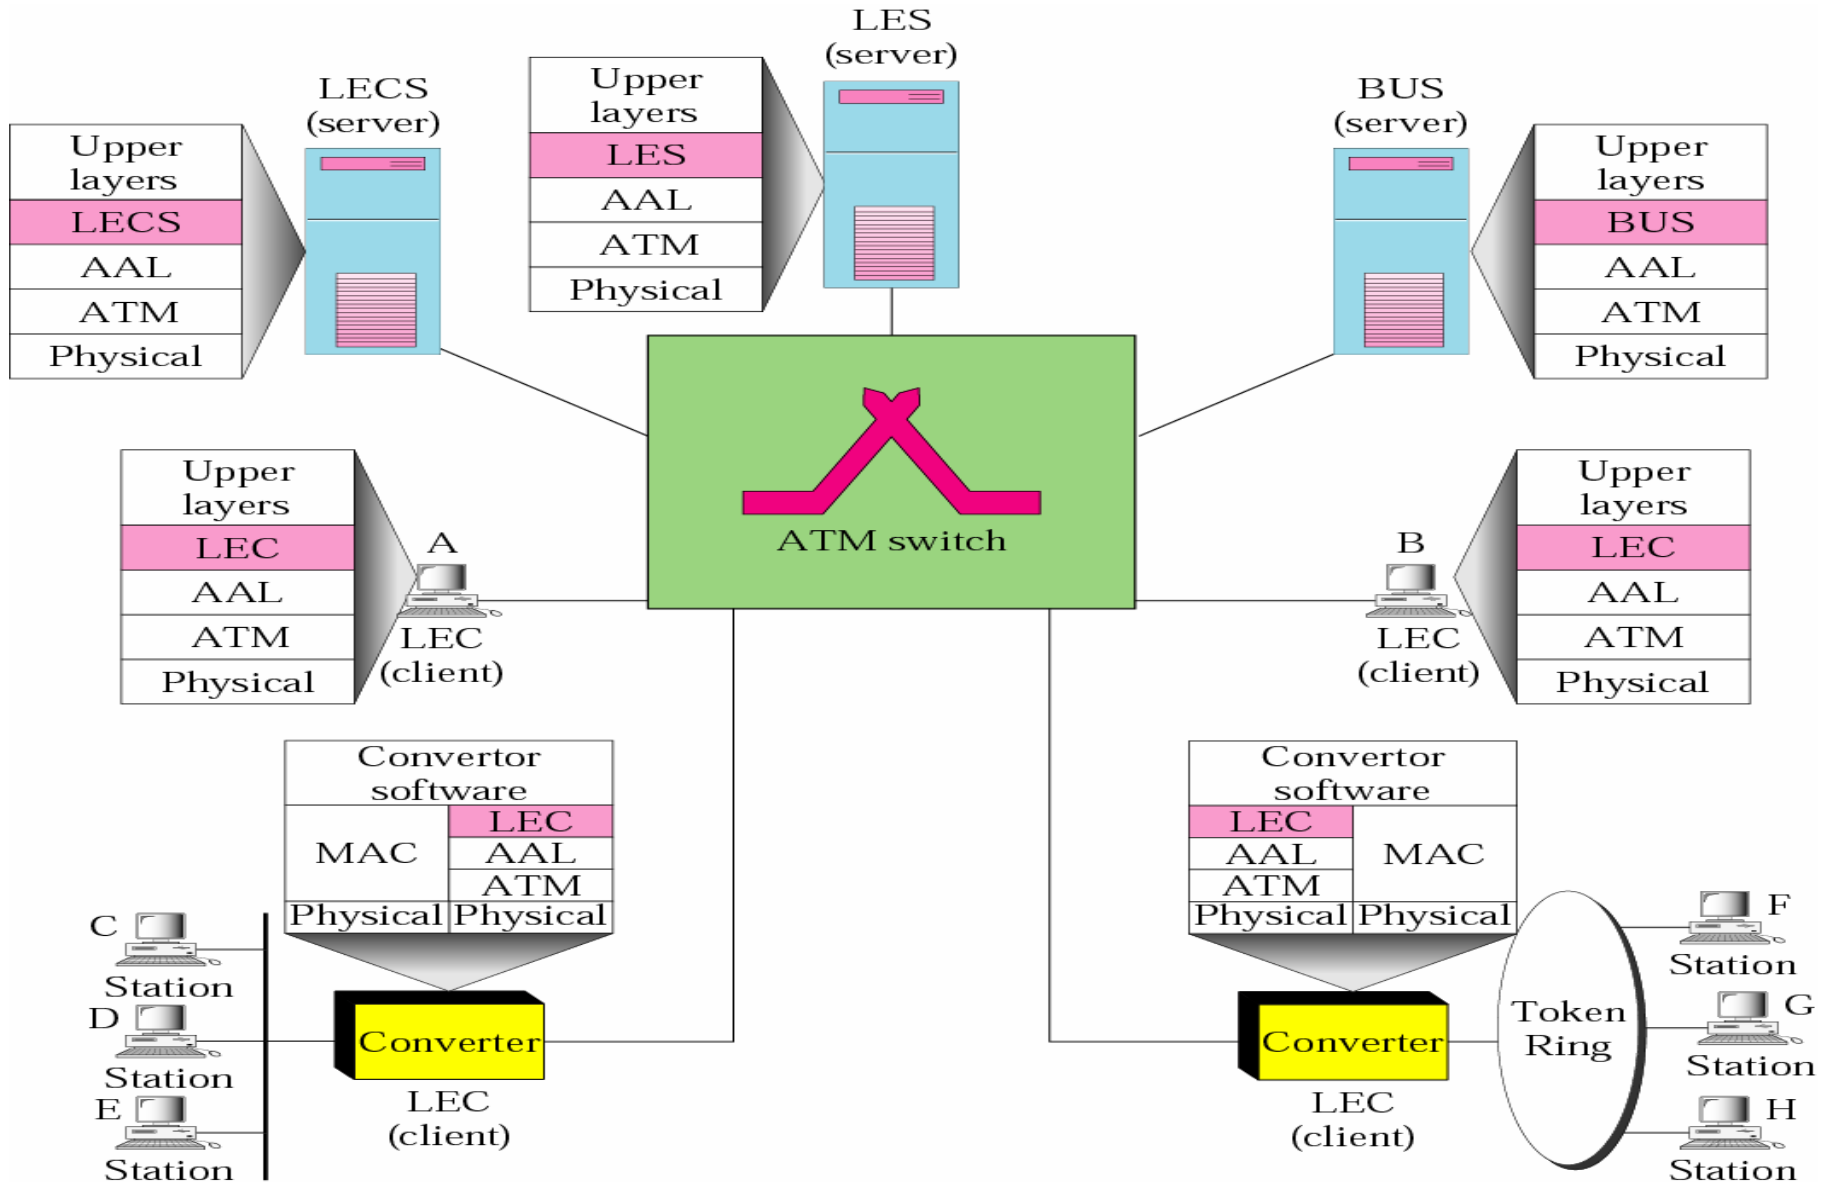 LES
(server)
LECS
(server)
BUS
(server)
Upper
layers
LECS
AAL
ATM
Physical
Upper
layers
LES
AAL
ATM
Physical
Upper
layers
BUS
AAL
ATM
Physical
ATM switch
Upper
layers
LEC
AAL
ATM
Physical
A
LEC
(client)
B
LEC
(client)
Upper
layers
LEC
AAL
ATM
Physical
Convertor
software
MAC
LEC
AAL
ATM
Physical
Physical
Convertor
software
LEC
AAL
ATM
MAC
Physical
Physical
C
Station
D
Station
E
Station
Converter
LEC
(client)
Converter
LEC
(client)
Token
Ring
F
Station
G
Station
H
Station